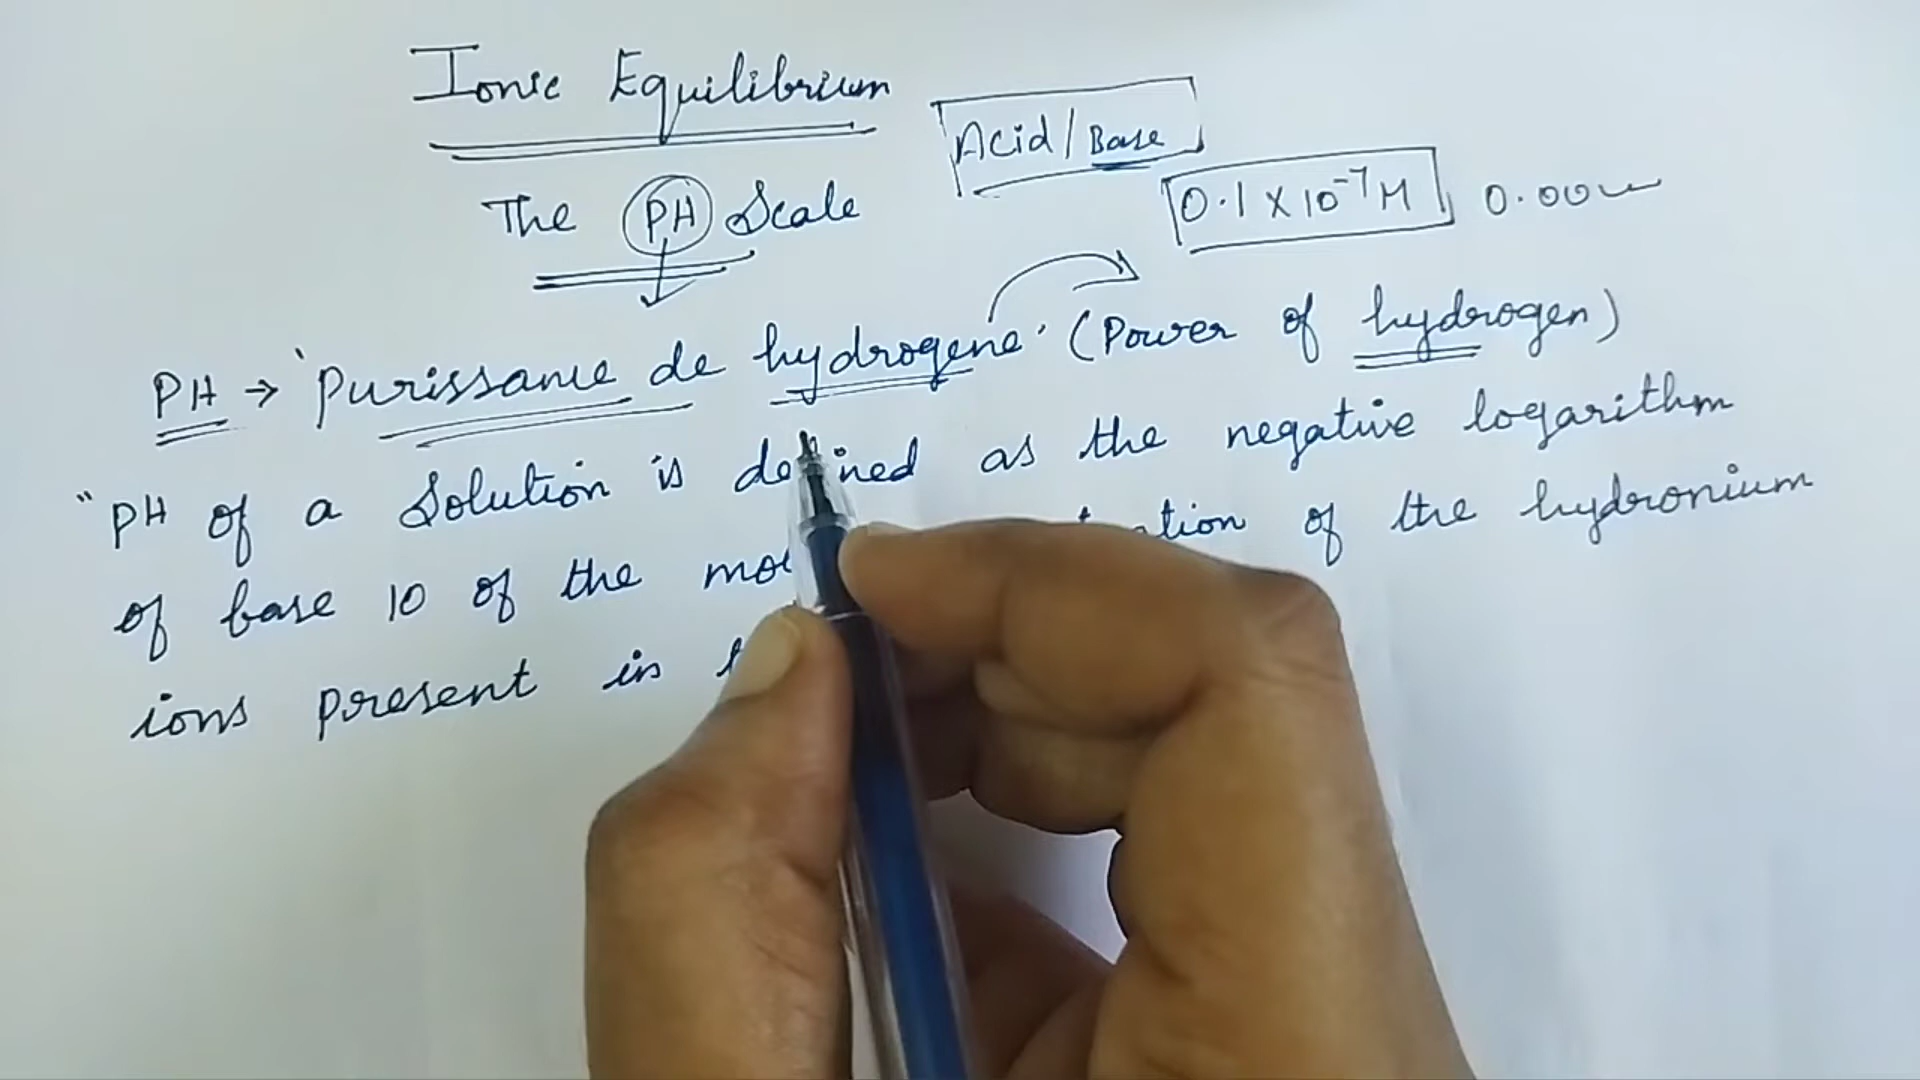 Ionic Equilibrium
Acid/Base
The PH Scale
0.1 X 10⁻⁷ M 0.00
PH → 'Purissance de hydrogene' (Power of hydrogen)
"PH of a Solution is defined as the negative logarithm
of base 10 of the of the hydronium
ions present in